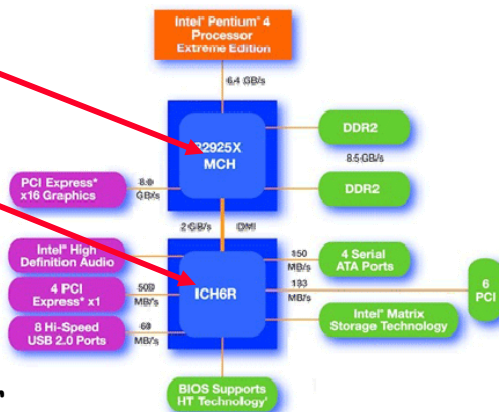 Intel® Pentium® 4
Processor
Extreme Edition
6.4 GB/s
82925X
MCH
DDR2
8.5 GB/s
DDR2
PCI Express*
x16 Graphics
8.0
GB/s
2 GB/s
DMI
Intel® High
Definition Audio
4 PCI
Express* x1
500
MB/s
8 Hi-Speed
USB 2.0 Ports
60
MB/s
ICH6R
150
MB/s
4 Serial
ATA Ports
133
MB/s
6
PCI
Intel® Matrix
Storage Technology
BIOS Supports
HT Technology¹